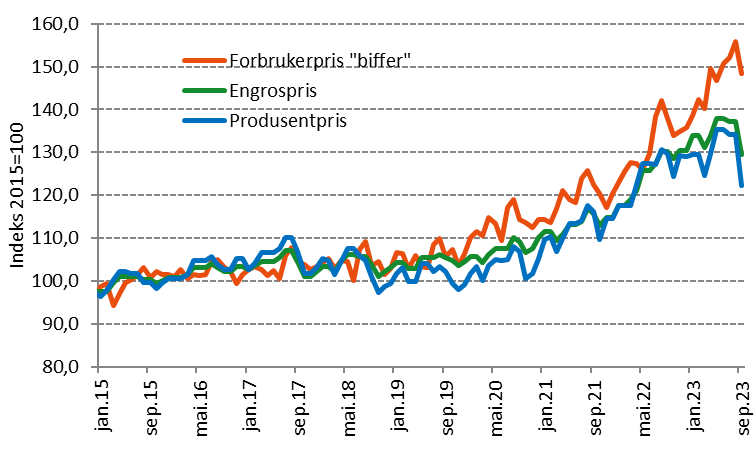 160,0
150,0
140,0
130,0
120,0
110,0
100,0
90,0
80,0
Indeks 2015=100
Forbrukerpris "biffer"
Engrospris
Produsentpris
jan.15
sep.15
mai.16
jan.17
sep.17
mai.18
jan.19
sep.19
mai.20
jan.21
sep.21
mai.22
jan.23
sep.23